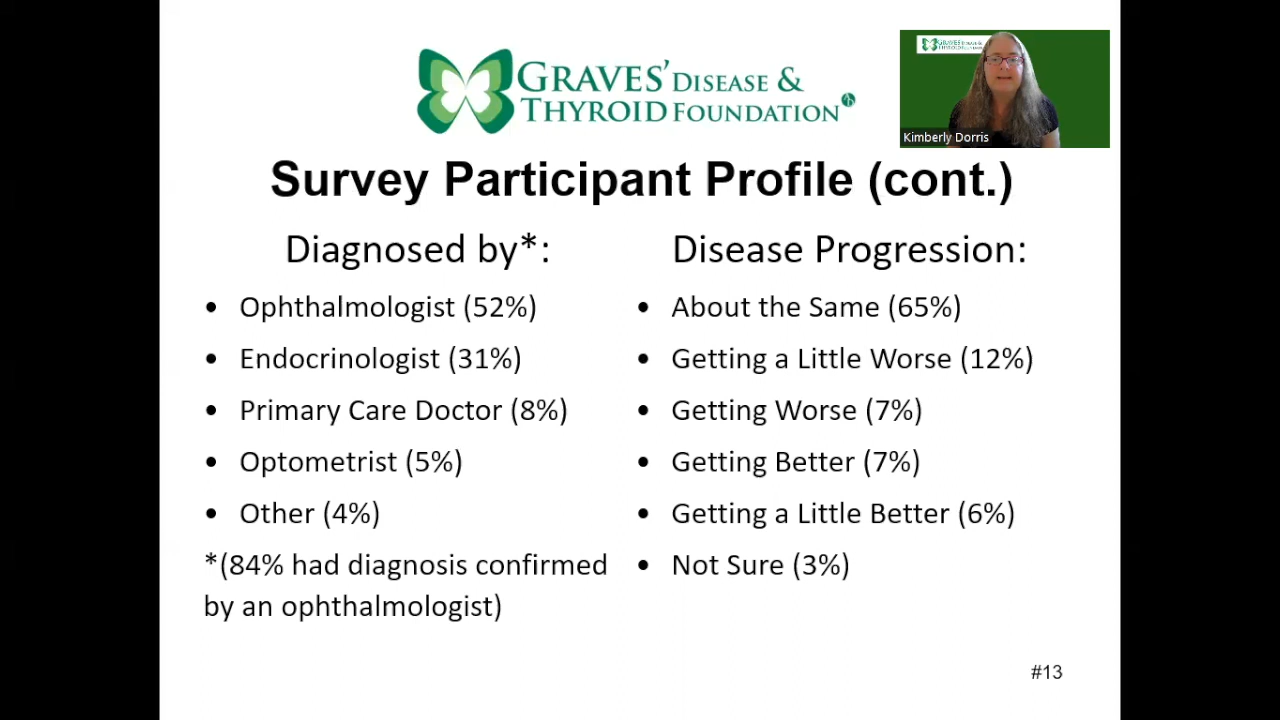 GRAVES' DISEASE &
THYROID FOUNDATION
Kimberly Dorris
Survey Participant Profile (cont.)
Diagnosed by*:
• Ophthalmologist (52%)
• Endocrinologist (31%)
• Primary Care Doctor (8%)
• Optometrist (5%)
• Other (4%)
*(84% had diagnosis confirmed
by an ophthalmologist)
Disease Progression:
• About the Same (65%)
• Getting a Little Worse (12%)
• Getting Worse (7%)
• Getting Better (7%)
• Getting a Little Better (6%)
• Not Sure (3%)
#13